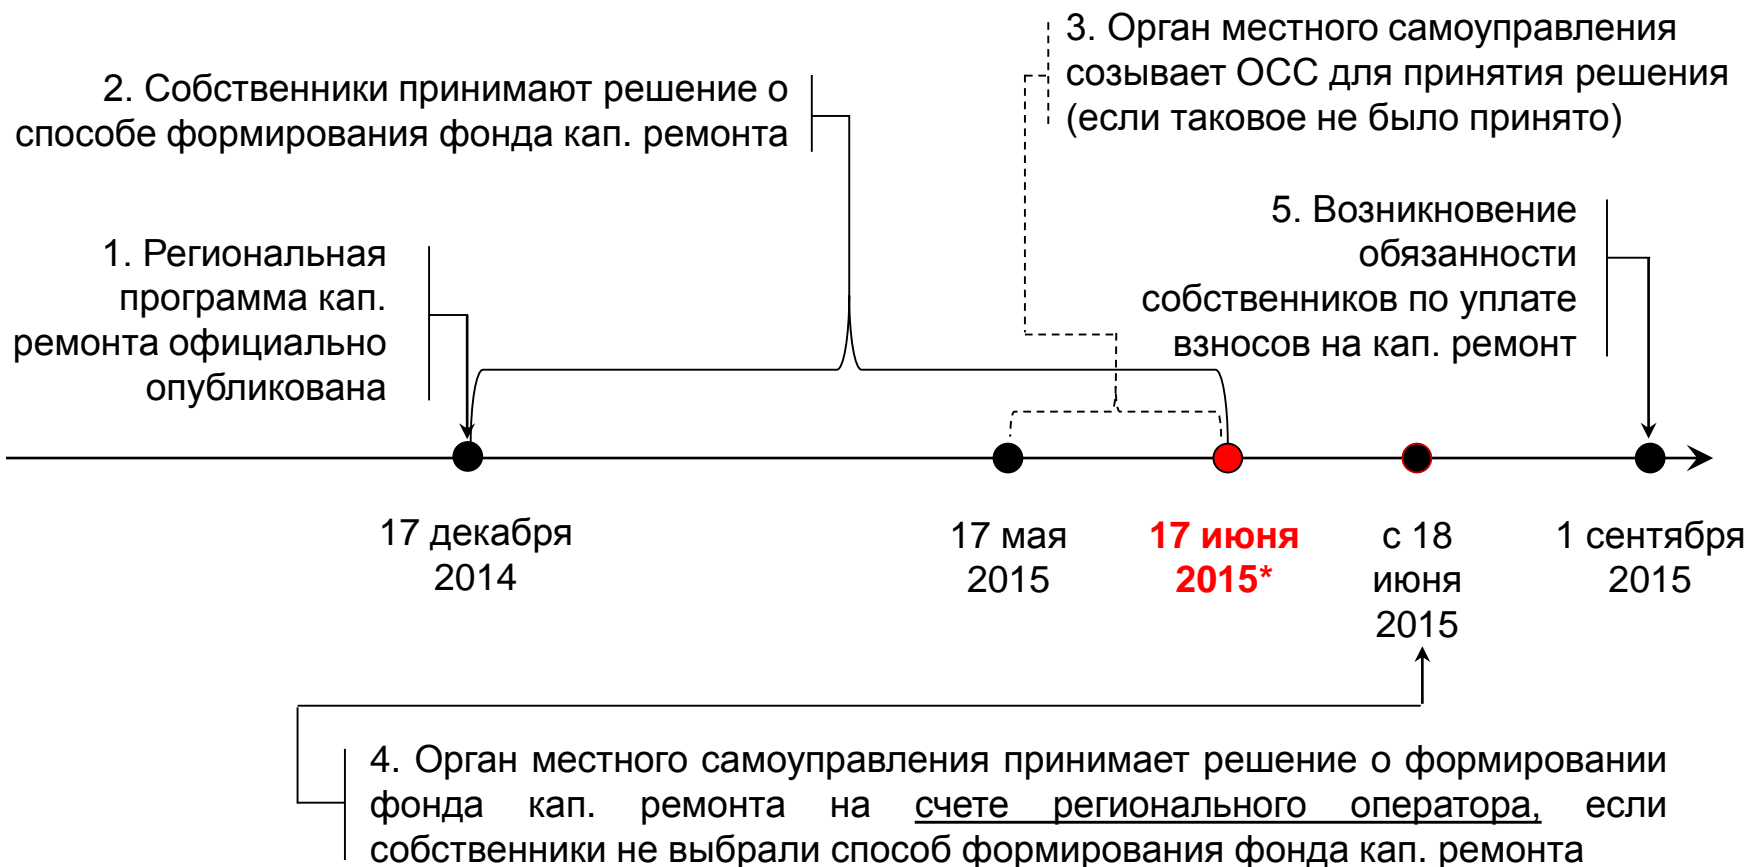 3. Орган местного самоуправления
созывает ОСС для принятия решения
(если таковое не было принято)
2. Собственники принимают решение о
способе формирования фонда кап. ремонта
5. Возникновение
обязанности
собственников по уплате
взносов на кап. ремонт
1. Региональная
программа кап.
ремонта официально
опубликована
17 декабря
2014
17 мая
2015
17 июня
2015*
с 18
июня
2015
1 сентября
2015
4. Орган местного самоуправления принимает решение о формировании
фонда кап. ремонта на счете регионального оператора, если
собственники не выбрали способ формирования фонда кап. ремонта